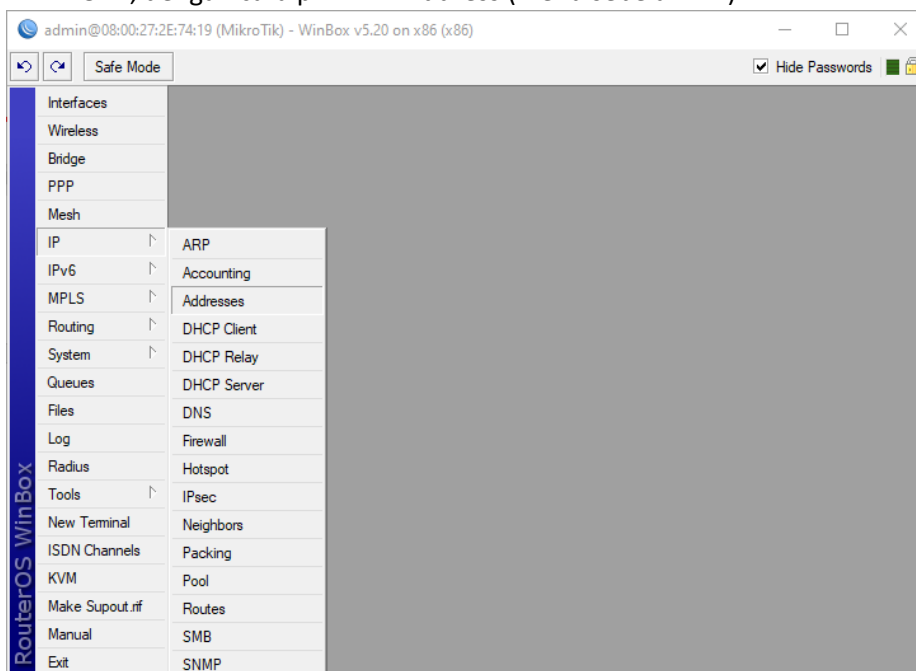 admin@08:00:27:2E:74:19 (MikroTik) - WinBox v5.20 on x86 (x86)
Safe Mode
Hide Passwords
Interfaces
Wireless
Bridge
PPP
Mesh
IP
IPv6
MPLS
Routing
System
Queues
Files
Log
Radius
Tools
New Terminal
ISDN Channels
KVM
Make Supout.rif
Manual
Exit
ARP
Accounting
Addresses
DHCP Client
DHCP Relay
DHCP Server
DNS
Firewall
Hotspot
IPsec
Neighbors
Packing
Pool
Routes
SMB
SNMP
RouterOS WinBox